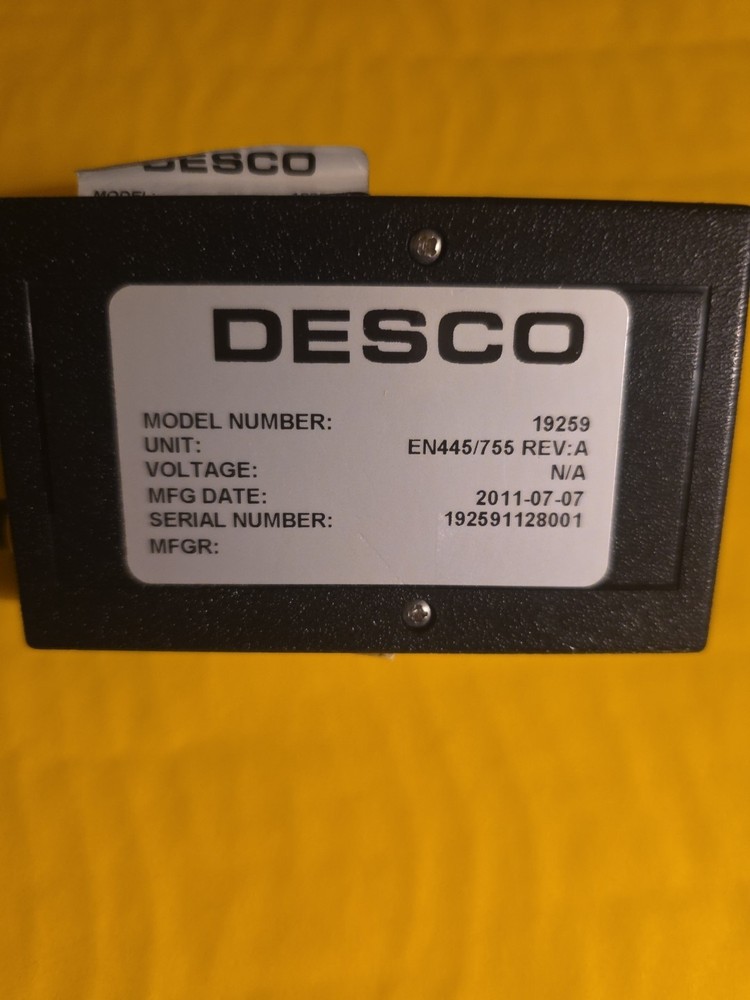 DESCO
MODEL
DESCO
MODEL NUMBER: 19259
UNIT: EN445/755 REV:A
VOLTAGE: N/A
MFG DATE: 2011-07-07
SERIAL NUMBER: 192591128001
MFGR: